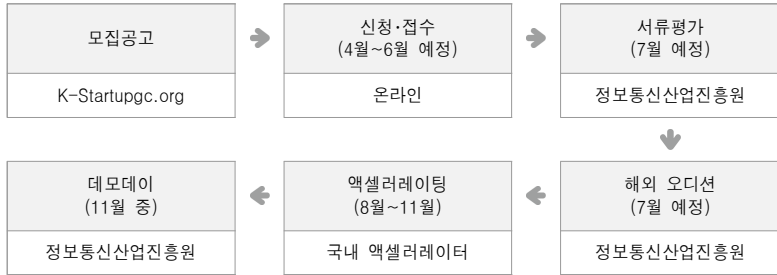 모집공고
K-Startupgc.org
신청·접수
(4월~6월 예정)
온라인
서류평가
(7월 예정)
정보통신산업진흥원
해외 오디션
(7월 예정)
정보통신산업진흥원
액셀러레이팅
(8월~11월)
국내 액셀러레이터
데모데이
(11월 중)
정보통신산업진흥원